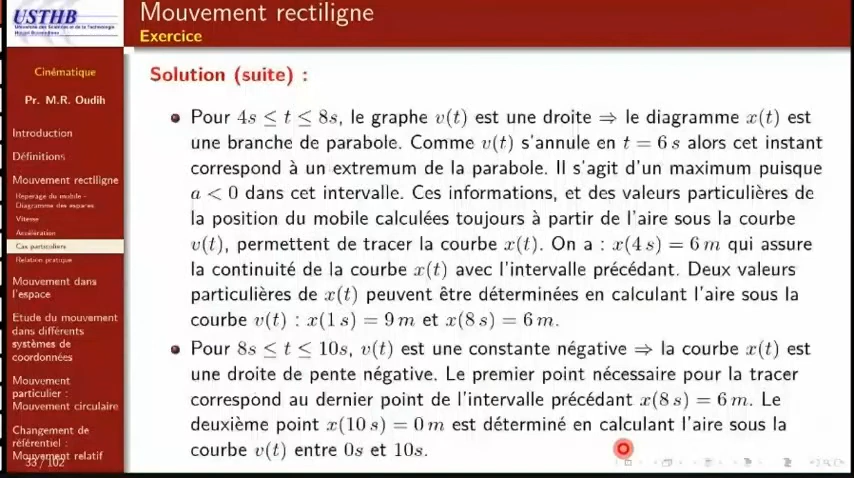 USTHB
Mouvement rectiligne
Exercice
Cinématique
Pr. M.R. Oudih
Introduction
Définitions
Mouvement rectiligne
Repérage du mobile -
Diagramme des espaces
Vitesse
Accélération
Cas particuliers
Relation pratique
Mouvement dans
l'espace
Etude du mouvement
dans différents
systèmes de
coordonnées
Mouvement
particulier :
Mouvement circulaire
Changement de
référentiel :
Mouvement relatif
33 / 102
Solution (suite) :
Pour 4s ≤ t ≤ 8s, le graphe v(t) est une droite ⇒ le diagramme x(t) est
une branche de parabole. Comme v(t) s'annule en t = 6 s alors cet instant
correspond à un extremum de la parabole. Il s'agit d'un maximum puisque
a < 0 dans cet intervalle. Ces informations, et des valeurs particulières de
la position du mobile calculées toujours à partir de l'aire sous la courbe
v(t), permettent de tracer la courbe x(t). On a : x(4 s) = 6 m qui assure
la continuité de la courbe x(t) avec l'intervalle précédant. Deux valeurs
particulières de x(t) peuvent être déterminées en calculant l'aire sous la
courbe v(t) : x(1 s) = 9 m et x(8 s) = 6 m.
Pour 8s ≤ t ≤ 10s, v(t) est une constante négative ⇒ la courbe x(t) est
une droite de pente négative. Le premier point nécessaire pour la tracer
correspond au dernier point de l'intervalle précédant x(8 s) = 6 m. Le
deuxième point x(10 s) = 0 m est déterminé en calculant l'aire sous la
courbe v(t) entre 0s et 10s.